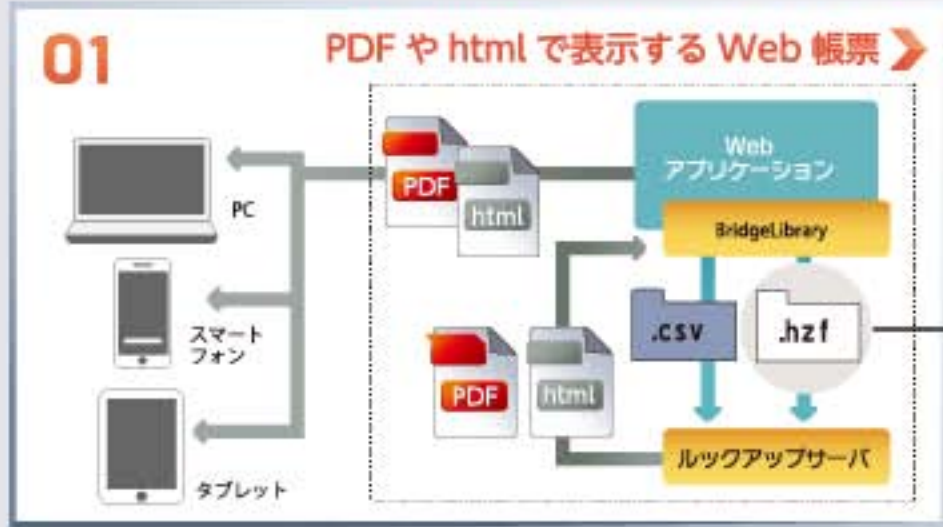 01
PDF や html で表示する Web 帳票
Web
アプリケーション
PDF
html
PC
BridgeLibrary
スマート
フォン
.csv
.hzf
PDF
html
ルックアップサーバ
タブレット